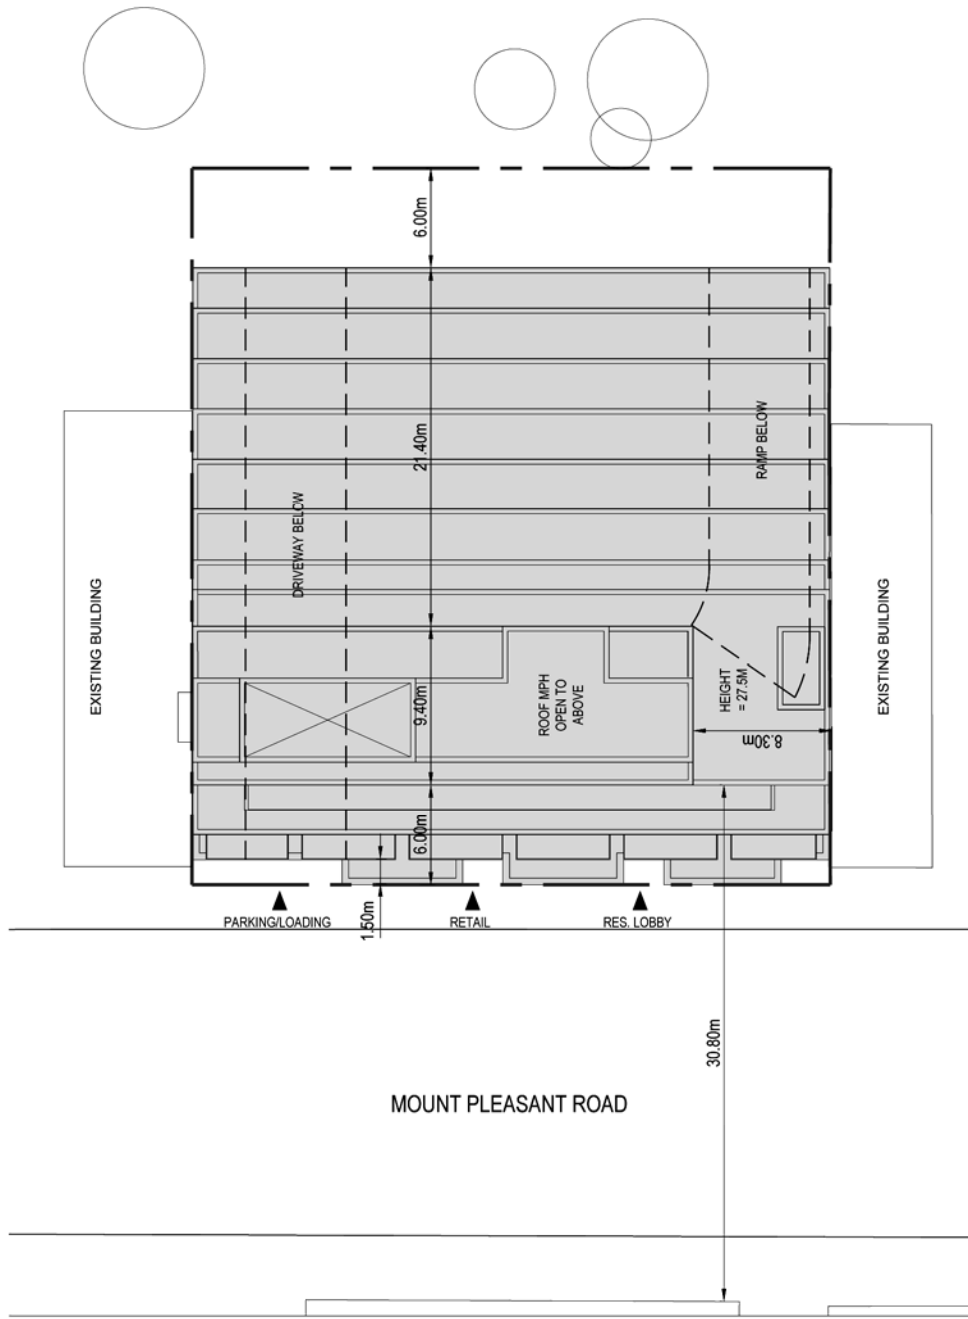 6.00m
21.40m
RAMP BELOW
DRIVEWAY BELOW
EXISTING BUILDING
EXISTING BUILDING
9.40m
ROOF MPH
OPEN TO
ABOVE
HEIGHT
= 27.5M
8.30m
6.00m
1.50m
PARKING/LOADING
RETAIL
RES. LOBBY
30.80m
MOUNT PLEASANT ROAD